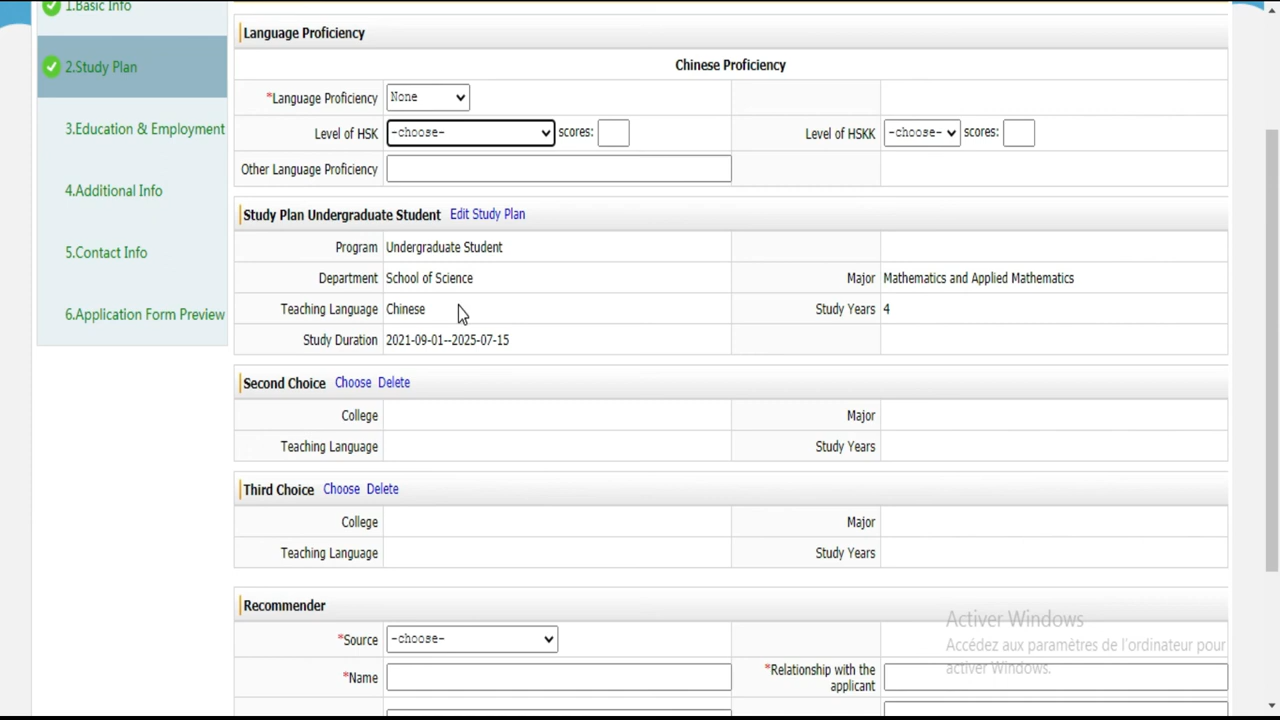 1.Basic Info
2.Study Plan
3.Education & Employment
4.Additional Info
5.Contact Info
6.Application Form Preview
Language Proficiency
Chinese Proficiency
*Language Proficiency None
Level of HSK -choose- scores: Level of HSKK -choose- scores:
Other Language Proficiency
Study Plan Undergraduate Student Edit Study Plan
Program Undergraduate Student
Department School of Science Major Mathematics and Applied Mathematics
Teaching Language Chinese Study Years 4
Study Duration 2021-09-01--2025-07-15
Second Choice Choose Delete
College Major
Teaching Language Study Years
Third Choice Choose Delete
College Major
Teaching Language Study Years
Recommender
*Source -choose-
*Name *Relationship with the
applicant
Activer Windows
Accédez aux paramètres de l'ordinateur pour
activer Windows.